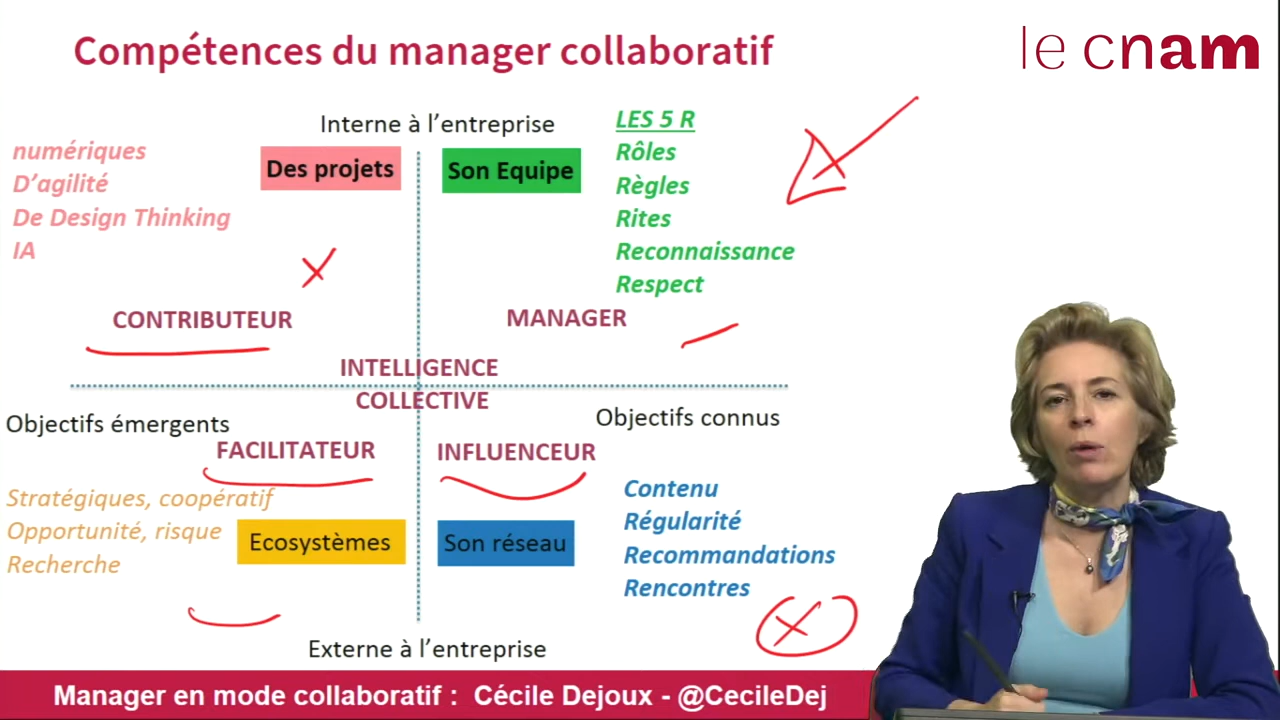 Compétences du manager collaboratif
le cnam
Interne à l'entreprise
numériques
D'agilité
De Design Thinking
IA
Des projets
Son Equipe
LES 5 R
Rôles
Règles
Rites
Reconnaissance
Respect
CONTRIBUTEUR
MANAGER
INTELLIGENCE
COLLECTIVE
Objectifs émergents
Objectifs connus
FACILITATEUR
INFLUENCEUR
Stratégiques, coopératif
Opportunité, risque
Recherche
Ecosystèmes
Son réseau
Contenu
Régularité
Recommandations
Rencontres
Externe à l'entreprise
Manager en mode collaboratif : Cécile Dejoux - @CecileDej